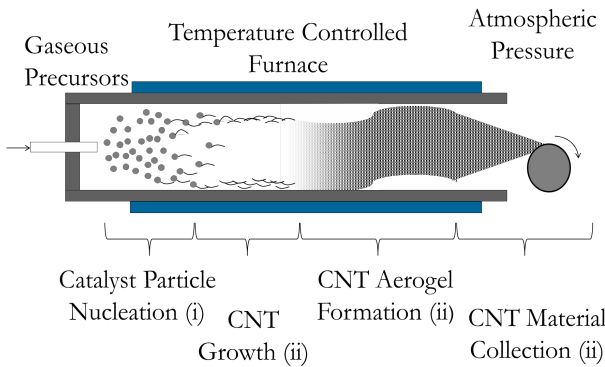 Gaseous
Precursors
Temperature Controlled
Furnace
Atmospheric
Pressure
Catalyst Particle
Nucleation (i)
CNT
Growth (ii)
CNT Aerogel
Formation (ii)
CNT Material
Collection (ii)